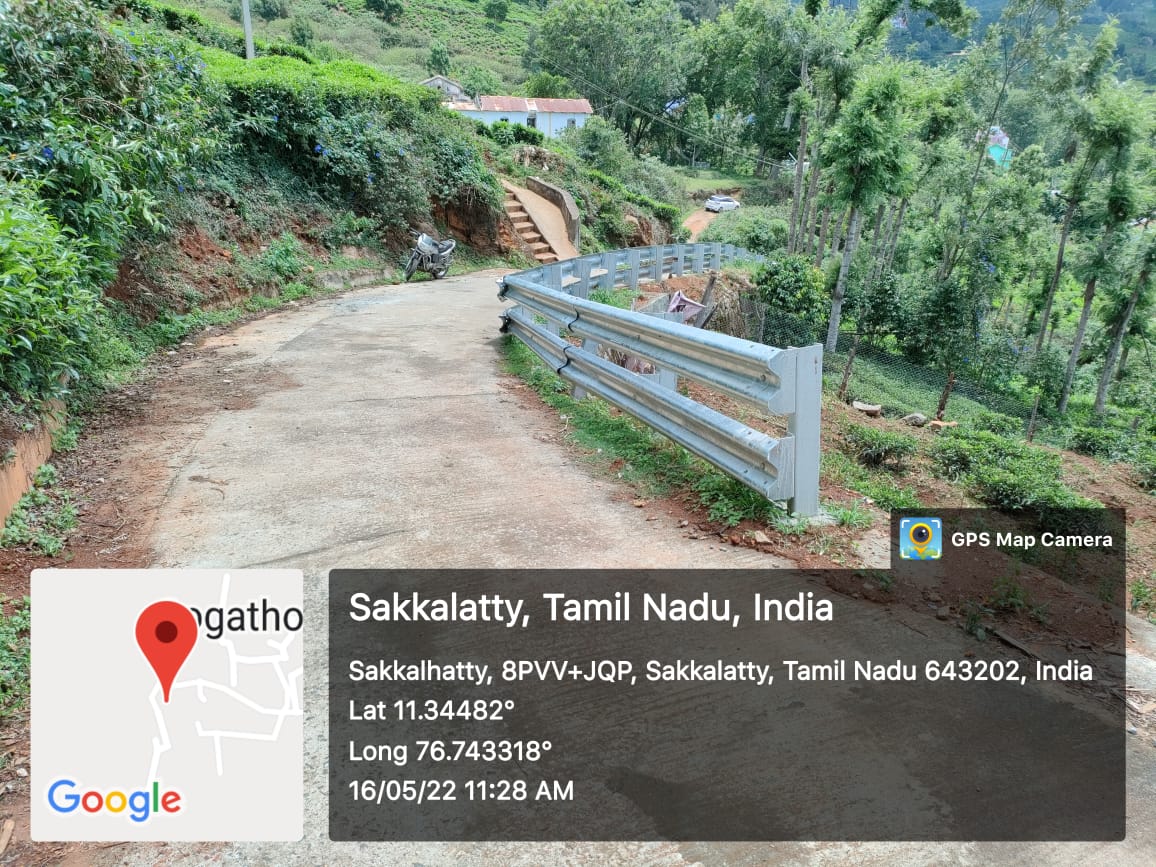 GPS Map Camera
Sakkalatty, Tamil Nadu, India
Sakkalhatty, 8PVV+JQP, Sakkalatty, Tamil Nadu 643202, India
Lat 11.34482°
Long 76.743318°
16/05/22 11:28 AM
ogatho
Google